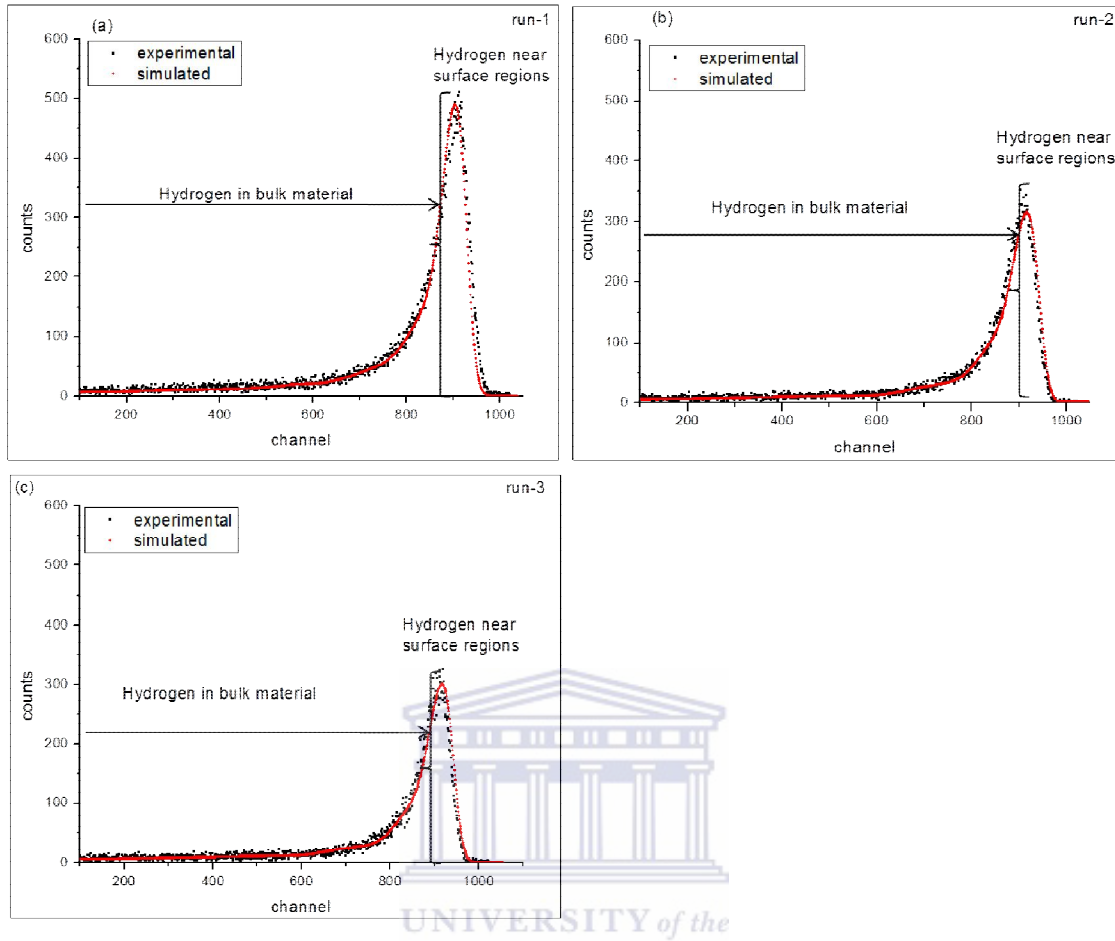 (a)
run-1
experimental
simulated
Hydrogen near
surface regions
Hydrogen in bulk material
600
500
400
300
200
100
0
counts
200
400
600
800
1000
channel
(b)
run-2
experimental
simulated
Hydrogen near
surface regions
Hydrogen in bulk material
600
500
400
300
200
100
0
counts
200
400
600
800
1000
channel
(c)
run-3
experimental
simulated
Hydrogen near
surface regions
Hydrogen in bulk material
600
500
400
300
200
100
0
counts
200
400
600
800
1000
channel
UNIVERSITY of the